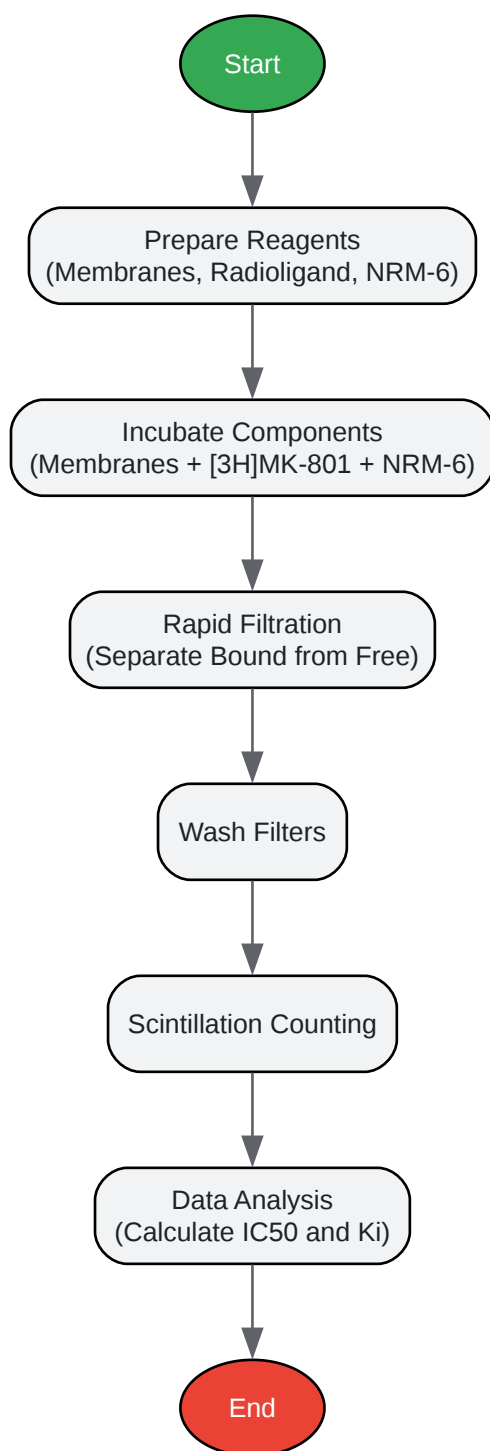 Start
Prepare Reagents
(Membranes, Radioligand, NRM-6)
Incubate Components
(Membranes + [3H]MK-801 + NRM-6)
Rapid Filtration
(Separate Bound from Free)
Wash Filters
Scintillation Counting
Data Analysis
(Calculate IC50 and Ki)
End